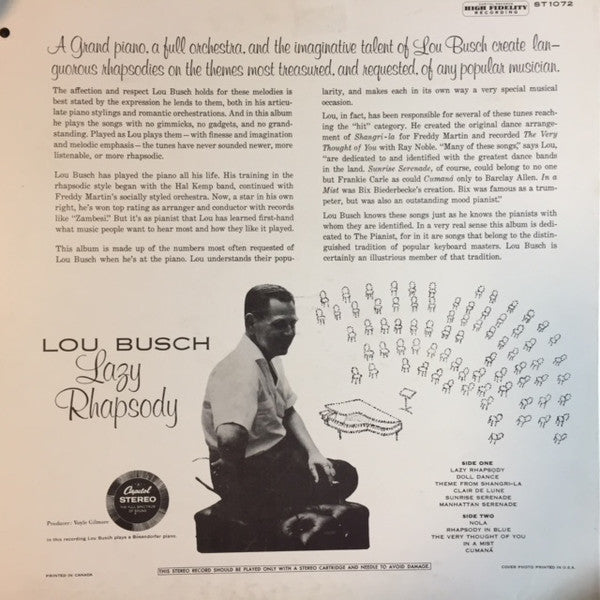 CAPITOL RECORDS
HIGH FIDELITY
RECORDING
ST1072
A Grand piano, a full orchestra, and the imaginative talent of Lou Busch create lan-
guorous rhapsodies on the themes most treasured, and requested, of any popular musician.
The affection and respect Lou Busch holds for these melodies is
best stated by the expression he lends to them, both in his articu-
late piano stylings and romantic orchestrations. And in this album
he plays the songs with no gimmicks, no gadgets, and no grand-
standing. Played as Lou plays them—with finesse and imagination
and melodic emphasis—the tunes have never sounded newer, more
listenable, or more rhapsodic.
Lou Busch has played the piano all his life. His training in the
rhapsodic style began with the Hal Kemp band, continued with
Freddy Martin's socially styled orchestra. Now, a star in his own
right, he's won top rating as arranger and conductor with records
like "Zambesi." But it's as pianist that Lou has learned first-hand
what music people want to hear most and how they like it played.
This album is made up of the numbers most often requested of
Lou Busch when he's at the piano. Lou understands their popu-
larity, and makes each in its own way a very special musical
occasion.
Lou, in fact, has been responsible for several of these tunes reach-
ing the "hit" category. He created the original dance arrange-
ment of Shangri-la for Freddy Martin and recorded The Very
Thought of You with Ray Noble. "Many of these songs," says Lou,
"are dedicated to and identified with the greatest dance bands
in the land. Sunrise Serenade, of course, could belong to no one
but Frankie Carle as could Cumana only to Barclay Allen. In a
Mist was Bix Biederbecke's creation. Bix was famous as a trum-
peter, but was also an outstanding mood pianist."
Lou Busch knows these songs just as he knows the pianists with
whom they are identified. In a very real sense this album is dedi-
cated to The Pianist, for in it are songs that belong to the distin-
guished tradition of popular keyboard masters. Lou Busch is
certainly an illustrious member of that tradition.
LOU BUSCH
Lazy
Rhapsody
Capitol
STEREO
THE FULL SPECTRUM
OF SOUND
Producer: Voyle Gilmore
In this recording Lou Busch plays a Bösendorfer piano.
SIDE ONE
LAZY RHAPSODY
DOLL DANCE
THEME FROM SHANGRI-LA
CLAIR DE LUNE
SUNRISE SERENADE
MANHATTAN SERENADE
SIDE TWO
NOLA
RHAPSODY IN BLUE
THE VERY THOUGHT OF YOU
IN A MIST
CUMANÁ
PRINTED IN CANADA
THIS STEREO RECORD SHOULD BE PLAYED ONLY WITH A STEREO CARTRIDGE AND NEEDLE TO AVOID DAMAGE.
COVER PHOTO PRINTED IN U.S.A.